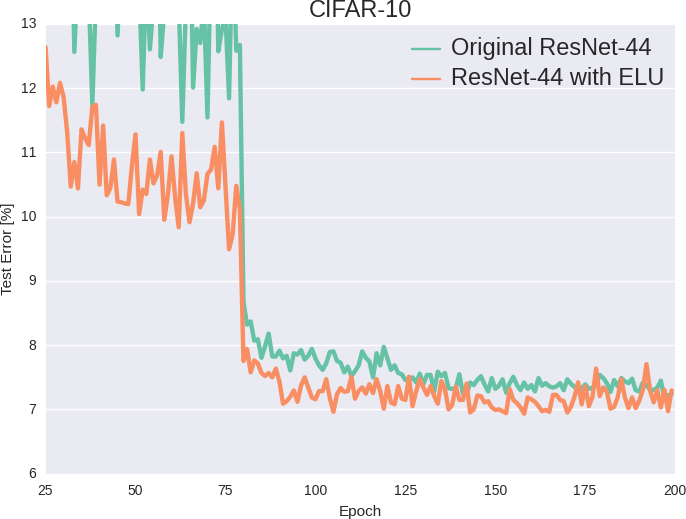 CIFAR-10
Original ResNet-44
ResNet-44 with ELU
Test Error [%]
13
12
11
10
9
8
7
6
25 50 75 100 125 150 175 200
Epoch